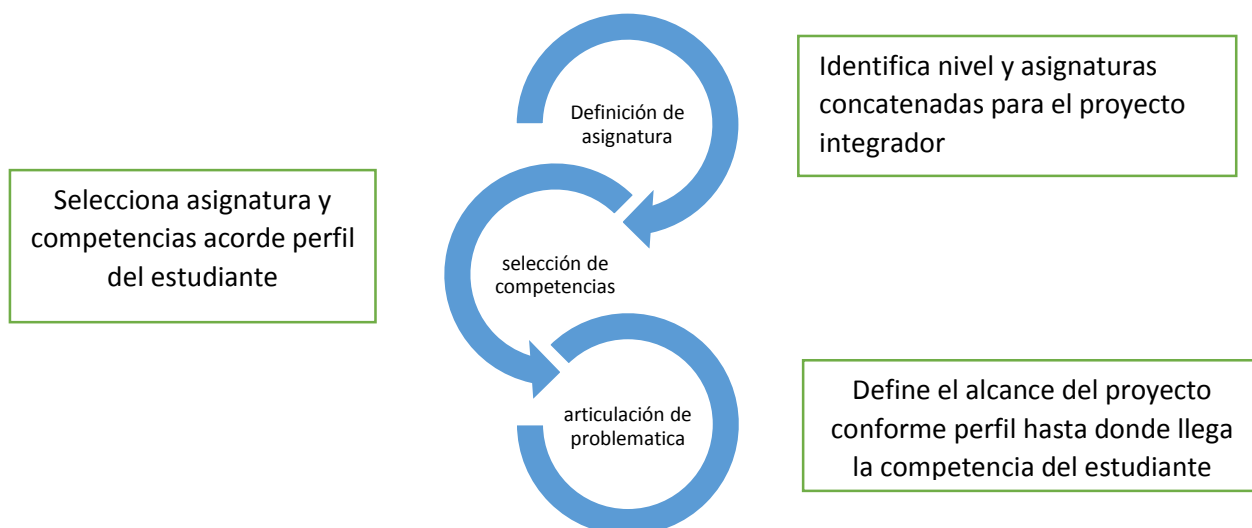 Definición de
asignatura
Identifica nivel y asignaturas
concatenadas para el proyecto
integrador
Selecciona asignatura y
competencias acorde perfil
del estudiante
selección de
competencias
articulación de
problematica
Define el alcance del proyecto
conforme perfil hasta donde llega
la competencia del estudiante